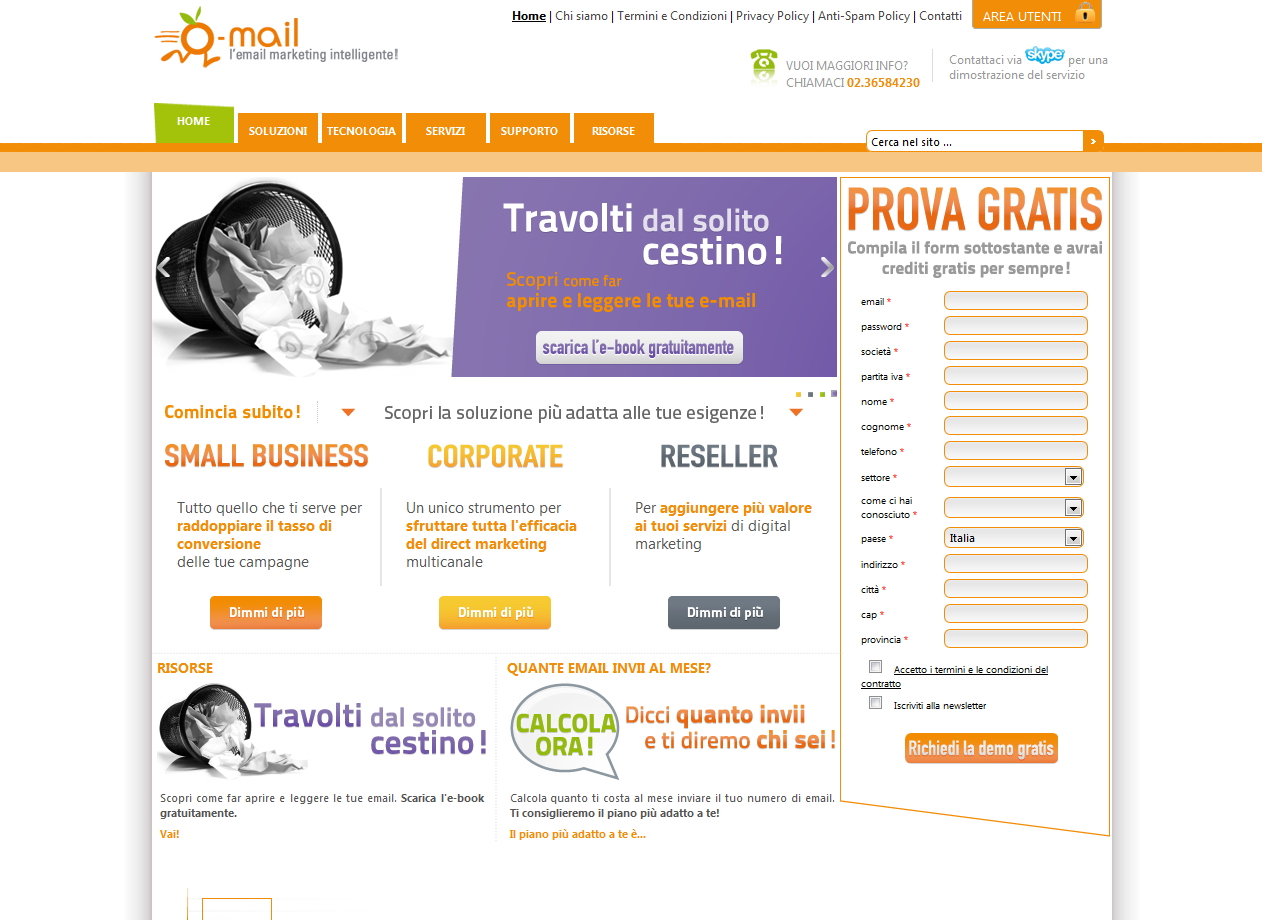 Home | Chi siamo | Termini e Condizioni | Privacy Policy | Anti-Spam Policy | Contatti
AREA UTENTI
-mail
l'email marketing intelligente!
VUOI MAGGIORI INFO?
CHIAMACI 02.36584230
Contattaci via skype per una
dimostrazione del servizio
HOME
SOLUZIONI
TECNOLOGIA
SERVIZI
SUPPORTO
RISORSE
Cerca nel sito ...
Travolti dal solito
cestino!
Scopri come far
aprire e leggere le tue e-mail
scarica l'e-book gratuitamente
PROVA GRATIS
Compila il form sottostante e avrai
crediti gratis per sempre!
email *
password *
società *
partita iva *
nome *
cognome *
telefono *
settore *
come ci hai
conosciuto *
paese *
Italia
indirizzo *
città *
cap *
provincia *
Accetto i termini e le condizioni del
contratto
Iscriviti alla newsletter
Richiedi la demo gratis
Comincia subito!
Scopri la soluzione più adatta alle tue esigenze!
SMALL BUSINESS
Tutto quello che ti serve per
raddoppiare il tasso di
conversione
delle tue campagne
Dimmi di più
CORPORATE
Un unico strumento per
sfruttare tutta l'efficacia
del direct marketing
multicanale
Dimmi di più
RESELLER
Per aggiungere più valore
ai tuoi servizi di digital
marketing
Dimmi di più
RISORSE
Travolti dal solito
cestino!
Scopri come far aprire e leggere le tue email. Scarica l'e-book
gratuitamente.
Vai!
QUANTE EMAIL INVII AL MESE?
CALCOLA
ORA!
Dicci quanto invii
e ti diremo chi sei!
Calcola quanto ti costa al mese inviare il tuo numero di email.
Ti consiglieremo il piano più adatto a te!
Il piano più adatto a te è...